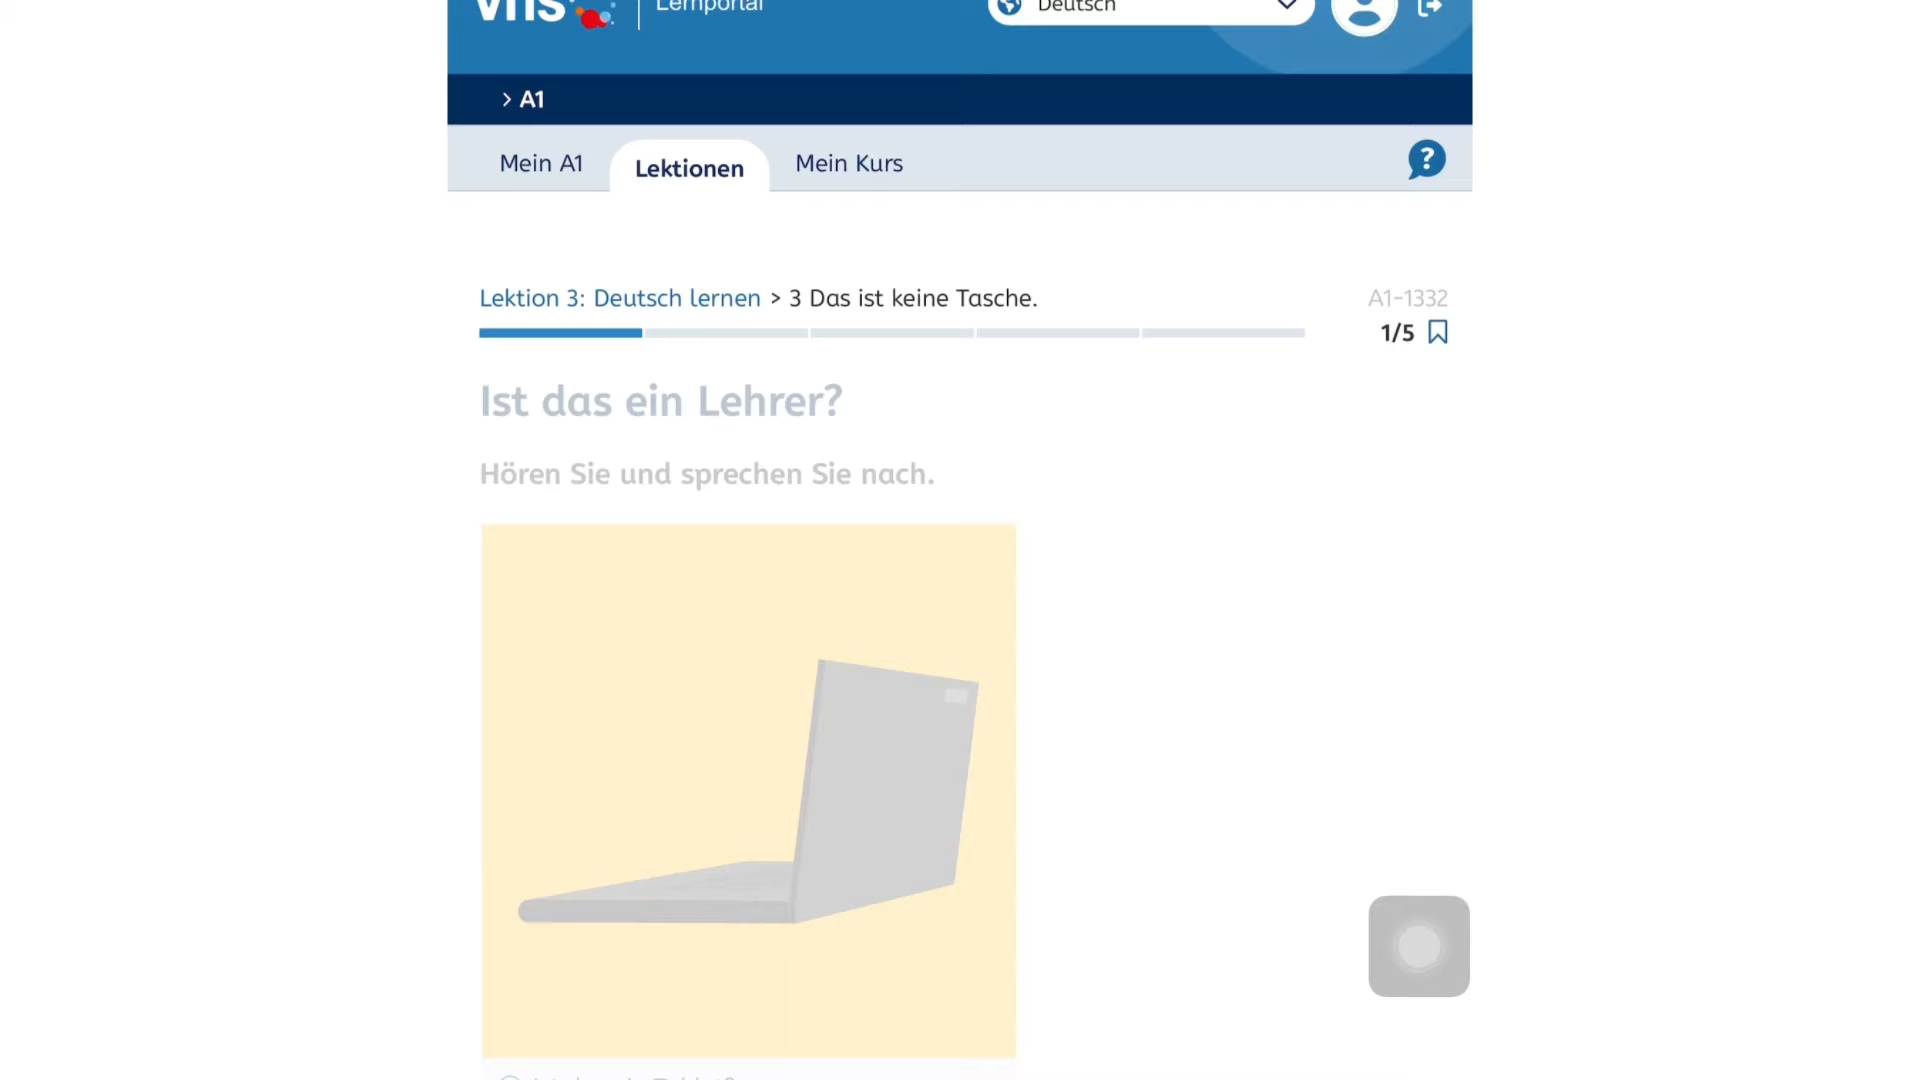 vhs
Lernportal
Deutsch
> A1
Mein A1
Lektionen
Mein Kurs
?
Lektion 3: Deutsch lernen > 3 Das ist keine Tasche.
A1-1332
1/5
Ist das ein Lehrer?
Hören Sie und sprechen Sie nach.